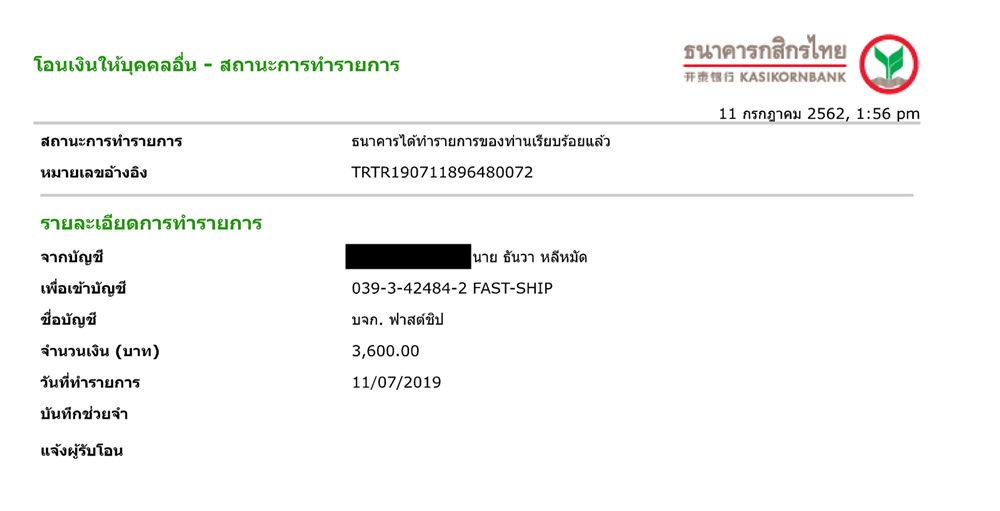 ธนาคารกสิกรไทย
开泰银行 KASIKORNBANK
โอนเงินให้บุคคลอื่น - สถานะการทำรายการ
11 กรกฎาคม 2562, 1:56 pm
สถานะการทำรายการ ธนาคารได้ทำรายการของท่านเรียบร้อยแล้ว
หมายเลขอ้างอิง TRTR190711896480072
รายละเอียดการทำรายการ
จากบัญชี นาย ธันวา หลีหมัด
เพื่อเข้าบัญชี 039-3-42484-2 FAST-SHIP
ชื่อบัญชี บจก. ฟาสต์ชิป
จำนวนเงิน (บาท) 3,600.00
วันที่ทำรายการ 11/07/2019
บันทึกช่วยจำ
แจ้งผู้รับโอน